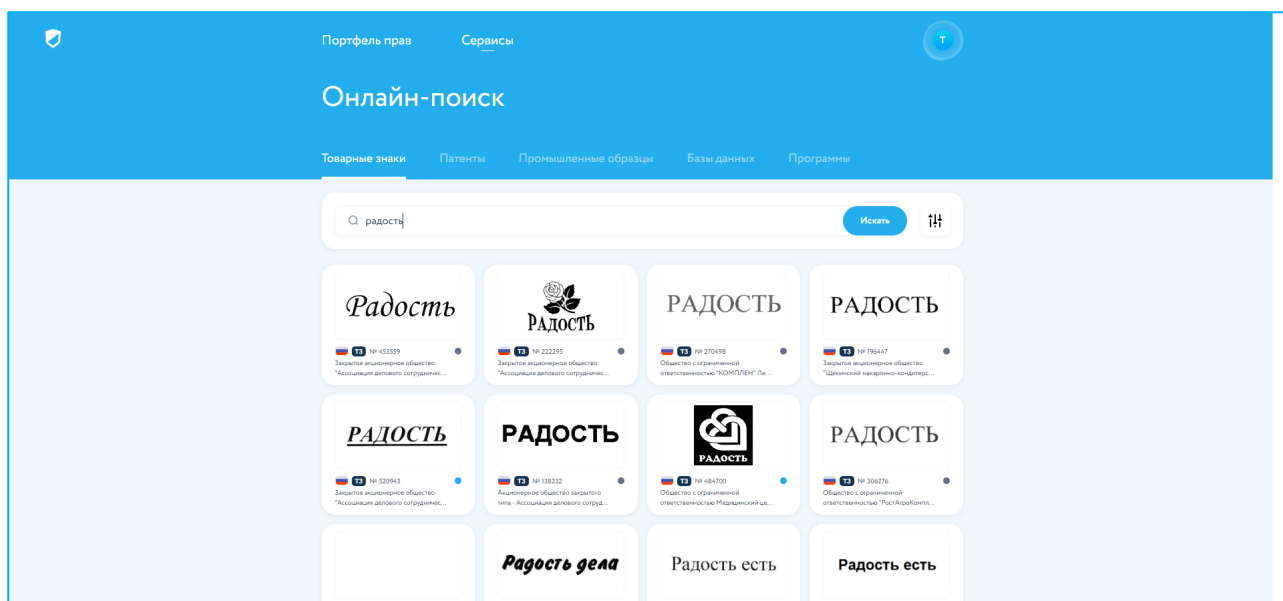 Портфель прав Сервисы Т
Онлайн-поиск
Товарные знаки Патенты Промышленные образцы Базы данных Программы
радость Искать
Радость РАДОСТЬ РАДОСТЬ РАДОСТЬ
ТЗ № 453559 ТЗ № 222295 ТЗ № 270498 ТЗ № 196447
Закрытое акционерное общество Закрытое акционерное общество Общество с ограниченной Закрытое акционерное общество
"Ассоциация делового сотрудничес... "Ассоциация делового сотрудничес... ответственностью "КОМПЛЕН" Ле... "Щекинский макаронно-кондитерс...
РАДОСТЬ РАДОСТЬ РАДОСТЬ РАДОСТЬ
ТЗ № 520943 ТЗ № 138232 ТЗ № 484700 ТЗ № 306276
Закрытое акционерное общество Акционерное общество закрытого Общество с ограниченной Общество с ограниченной
"Ассоциация делового сотрудничес... типа - Ассоциация делового сотруд... ответственностью Медицинский це... ответственностью "РостАгроКомпл...
Радость дела Радость есть Радость есть